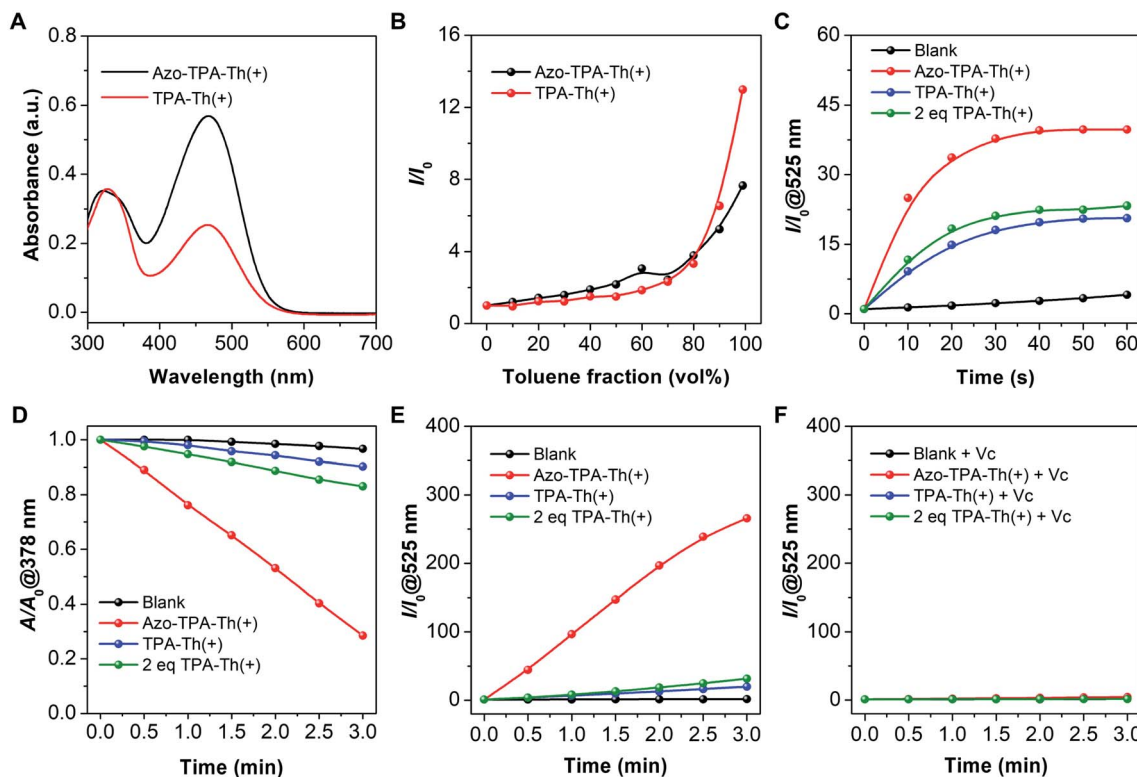 A
Absorbance (a.u.)
0.8
0.6
0.4
0.2
0.0
Azo-TPA-Th(+)
TPA-Th(+)
300 400 500 600 700
Wavelength (nm)
B
I/I0
16
12
8
4
0
Azo-TPA-Th(+)
TPA-Th(+)
0 20 40 60 80 100
Toluene fraction (vol%)
C
I/I0@525 nm
60
45
30
15
0
Blank
Azo-TPA-Th(+)
TPA-Th(+)
2 eq TPA-Th(+)
0 10 20 30 40 50 60
Time (s)
D
A/A0@378 nm
1.0
0.8
0.6
0.4
0.2
0.0
Blank
Azo-TPA-Th(+)
TPA-Th(+)
2 eq TPA-Th(+)
0.0 0.5 1.0 1.5 2.0 2.5 3.0
Time (min)
E
I/I0@525 nm
400
300
200
100
0
Blank
Azo-TPA-Th(+)
TPA-Th(+)
2 eq TPA-Th(+)
0.0 0.5 1.0 1.5 2.0 2.5 3.0
Time (min)
F
I/I0@525 nm
400
300
200
100
0
Blank + Vc
Azo-TPA-Th(+) + Vc
TPA-Th(+) + Vc
2 eq TPA-Th(+) + Vc
0.0 0.5 1.0 1.5 2.0 2.5 3.0
Time (min)